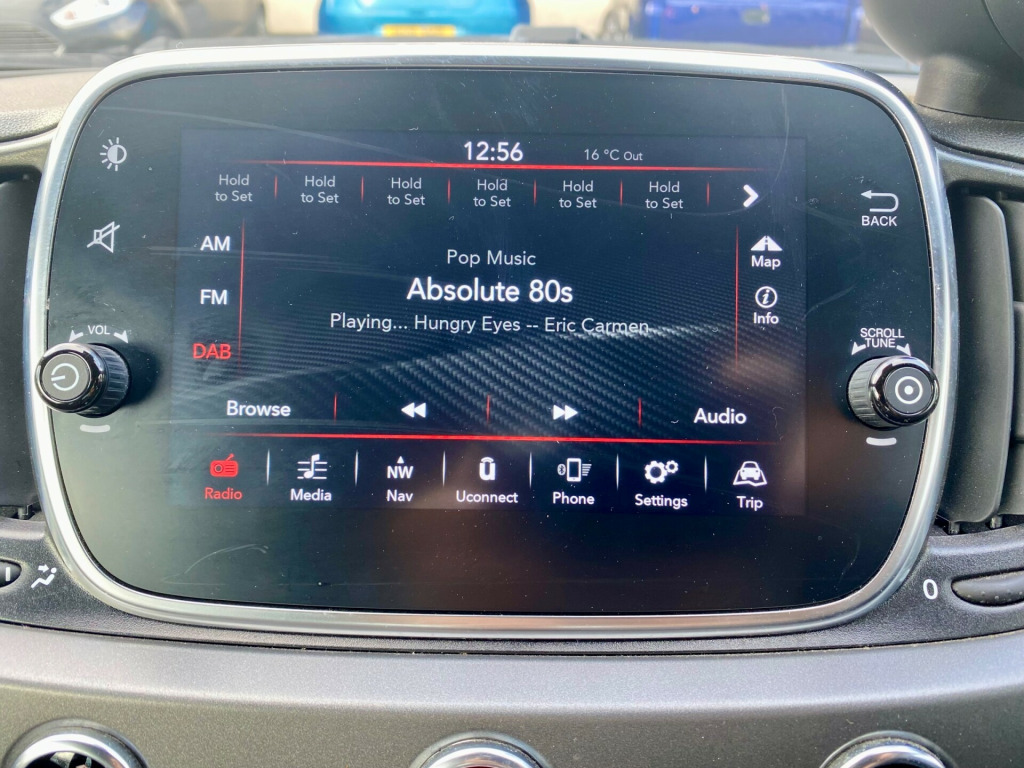 12:56
16 °C Out
Hold to Set
Hold to Set
Hold to Set
Hold to Set
Hold to Set
Hold to Set
BACK
AM
Map
Pop Music
FM
Absolute 80s
Info
Playing... Hungry Eyes -- Eric Carmen
VOL
SCROLL
TUNE
DAB
Browse
Audio
Radio
Media
NW
Nav
Uconnect
Phone
Settings
Trip
0